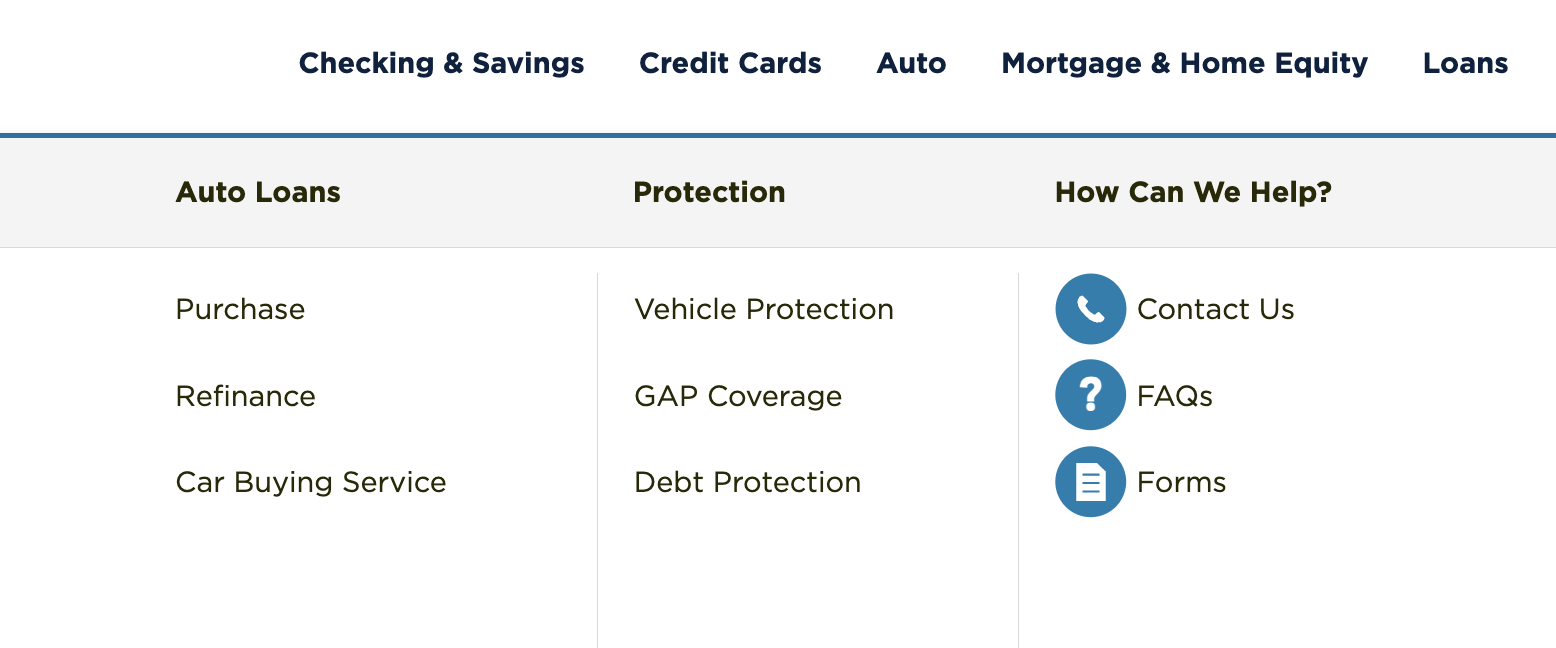 Checking & Savings Credit Cards Auto Mortgage & Home Equity Loans
Auto Loans
Purchase
Refinance
Car Buying Service
Protection
Vehicle Protection
GAP Coverage
Debt Protection
How Can We Help?
Contact Us
FAQs
Forms